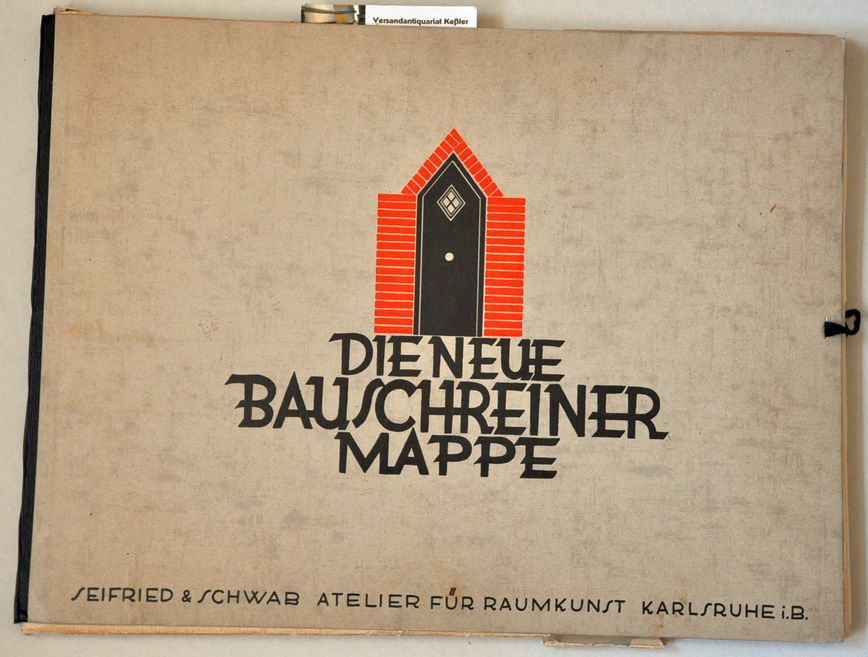 Versandantiquariat Keßler
DIE NEUE
BAUSCHREINER
MAPPE
SEIFRIED & SCHWAB ATELIER FÜR RAUMKUNST KARLSRUHE i.B.